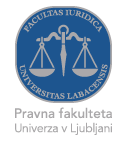 FACULTAS IURIDICA
UNIVERSITAS LABACENSIS
Pravna fakulteta
Univerza v Ljubljani